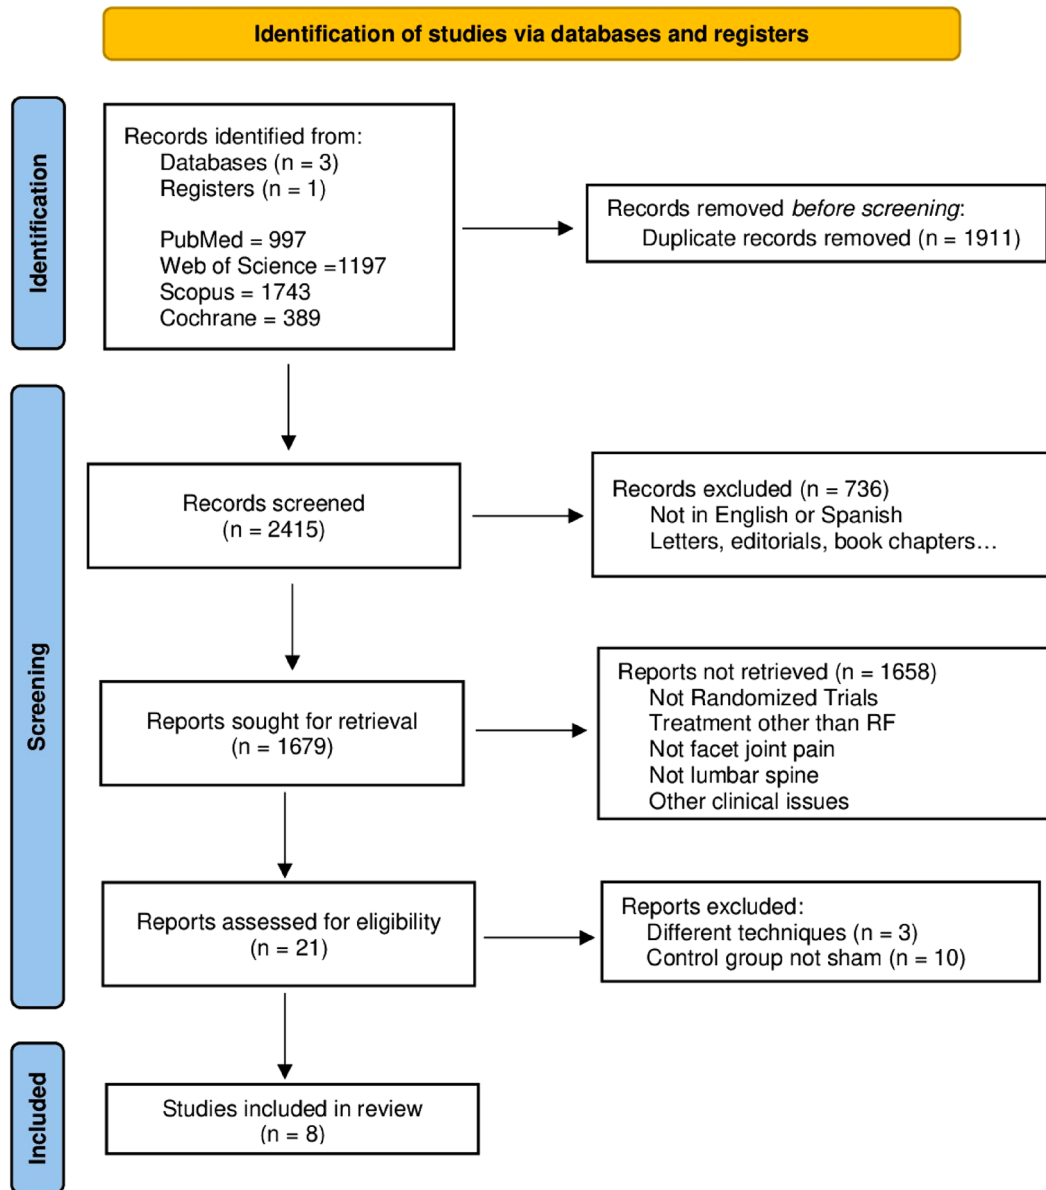 Identification of studies via databases and registers
Identification
Records identified from:
Databases (n = 3)
Registers (n = 1)
PubMed = 997
Web of Science =1197
Scopus = 1743
Cochrane = 389
Records removed before screening:
Duplicate records removed (n = 1911)
Screening
Records screened
(n = 2415)
Records excluded (n = 736)
Not in English or Spanish
Letters, editorials, book chapters…
Reports sought for retrieval
(n = 1679)
Reports not retrieved (n = 1658)
Not Randomized Trials
Treatment other than RF
Not facet joint pain
Not lumbar spine
Other clinical issues
Reports assessed for eligibility
(n = 21)
Reports excluded:
Different techniques (n = 3)
Control group not sham (n = 10)
Included
Studies included in review
(n = 8)